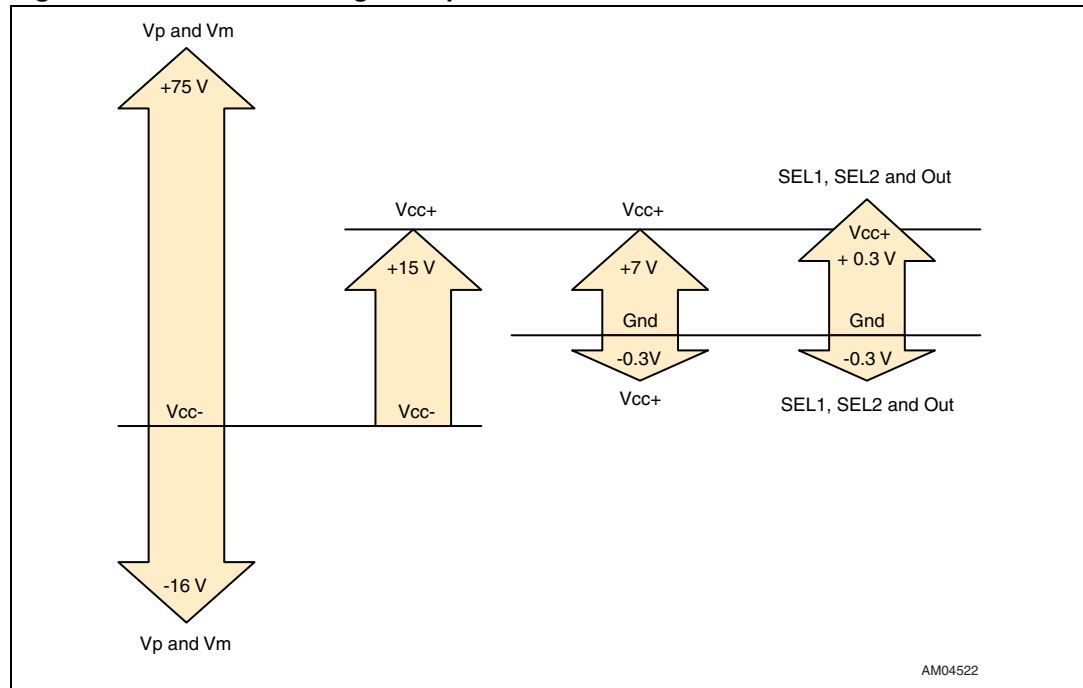 Vp and Vm
+75 V
Vcc-
-16 V
Vp and Vm
Vcc+
+15 V
Vcc-
Vcc+
+7 V
Gnd
-0.3V
Vcc+
SEL1, SEL2 and Out
Vcc+
+ 0.3 V
Gnd
-0.3 V
SEL1, SEL2 and Out
AM04522